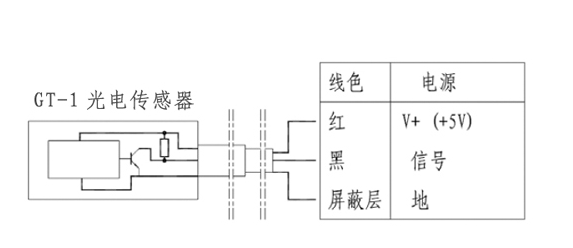 GT-1光电传感器
线色 电源
红 V+ (+5V)
黑 信号
屏蔽层 地